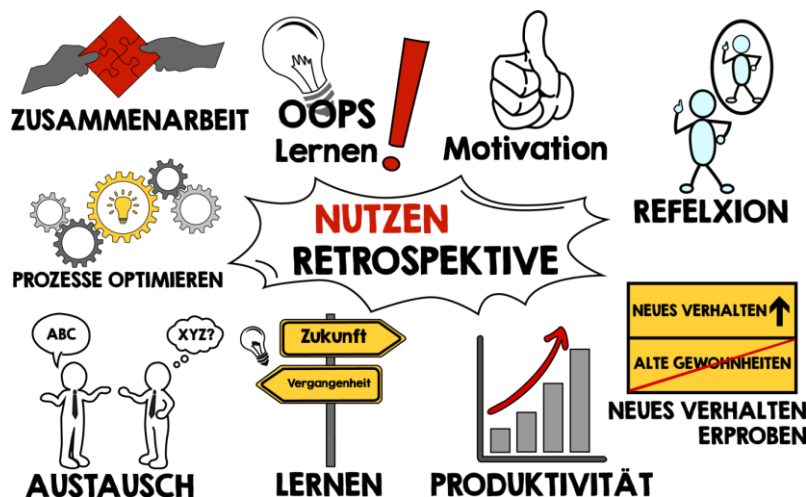 ZUSAMMENARBEIT
OOPS
Lernen
Motivation
REFELXION
PROZESSE OPTIMIEREN
NUTZEN
RETROSPEKTIVE
NEUES VERHALTEN
ALTE GEWOHNHEITEN
NEUES VERHALTEN
ERPROBEN
ABC
XYZ?
AUSTAUSCH
Zukunft
Vergangenheit
LERNEN
PRODUKTIVITÄT